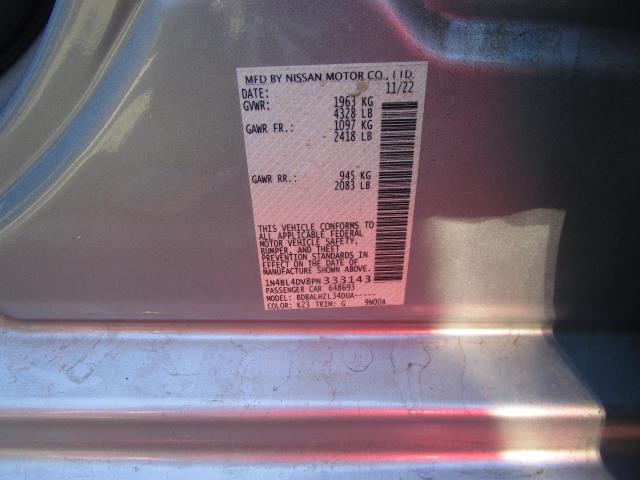 MFD BY NISSAN MOTOR CO., LTD.
DATE: 11/22
GVWR: 1963 KG
4328 LB
GAWR FR.: 1097 KG
2418 LB
GAWR RR.: 945 KG
2083 LB
THIS VEHICLE CONFORMS TO
ALL APPLICABLE FEDERAL
MOTOR VEHICLE SAFETY,
BUMPER, AND THEFT
PREVENTION STANDARDS IN
EFFECT ON THE DATE OF
MANUFACTURE SHOWN ABOVE.
1N4BL4DV8PN333143
PASSENGER CAR 648693
MODEL: BDBALHZL34DUA-----
COLOR: K23 TRIM: G 9N00A